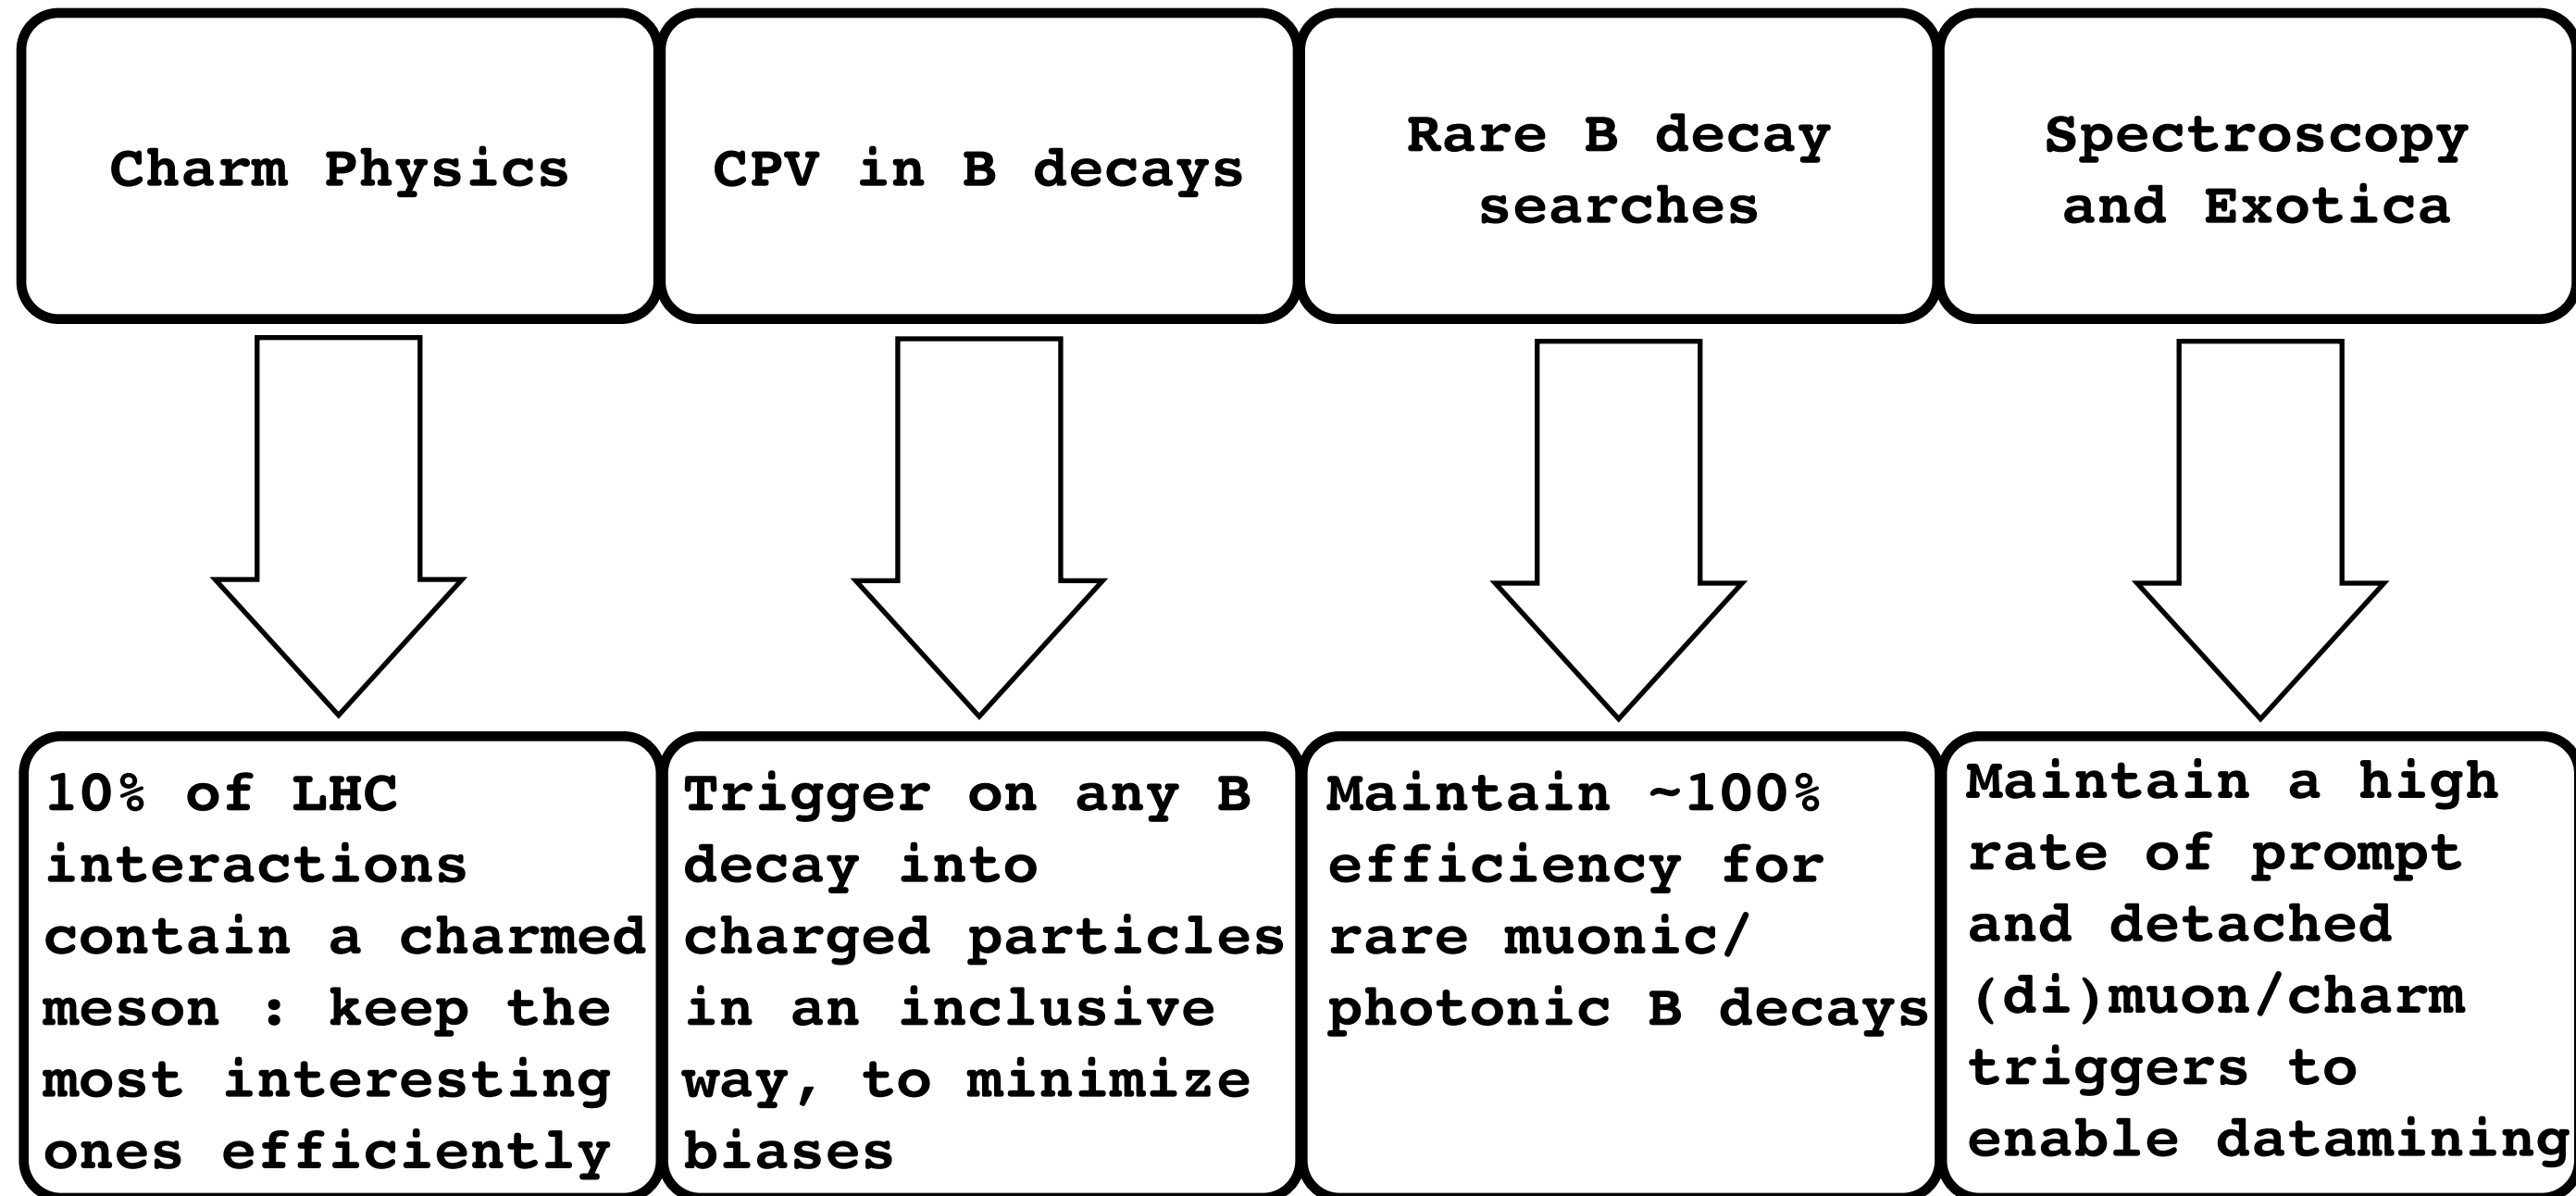 Charm Physics
CPV in B decays
Rare B decay
searches
Spectroscopy
and Exotica
10% of LHC
interactions
contain a charmed
meson : keep the
most interesting
ones efficiently
Trigger on any B
decay into
charged particles
in an inclusive
way, to minimize
biases
Maintain ~100%
efficiency for
rare muonic/
photonic B decays
Maintain a high
rate of prompt
and detached
(di)muon/charm
triggers to
enable datamining